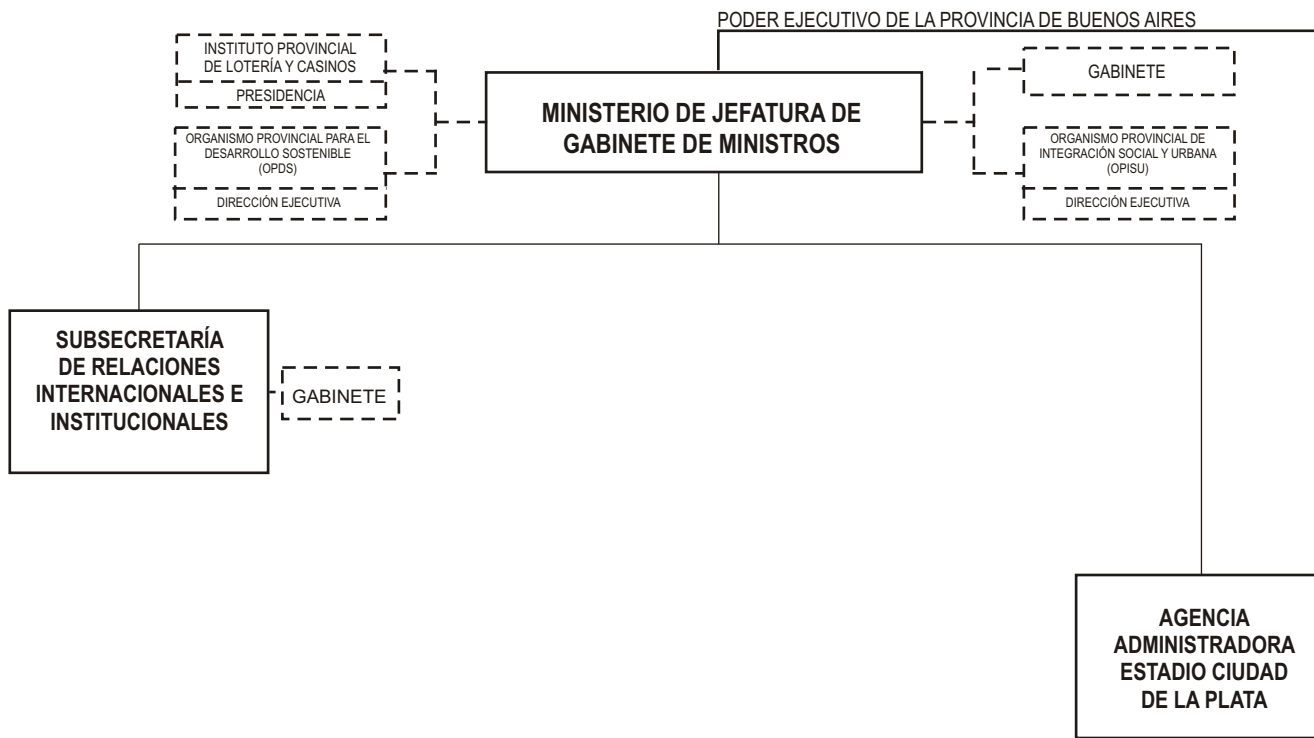 PODER EJECUTIVO DE LA PROVINCIA DE BUENOS AIRES
INSTITUTO PROVINCIAL
DE LOTERÍA Y CASINOS
PRESIDENCIA
ORGANISMO PROVINCIAL PARA EL
DESARROLLO SOSTENIBLE
(OPDS)
DIRECCIÓN EJECUTIVA
MINISTERIO DE JEFATURA DE
GABINETE DE MINISTROS
GABINETE
ORGANISMO PROVINCIAL DE
INTEGRACIÓN SOCIAL Y URBANA
(OPISU)
DIRECCIÓN EJECUTIVA
SUBSECRETARÍA
DE RELACIONES
INTERNACIONALES E
INSTITUCIONALES
GABINETE
AGENCIA
ADMINISTRADORA
ESTADIO CIUDAD
DE LA PLATA